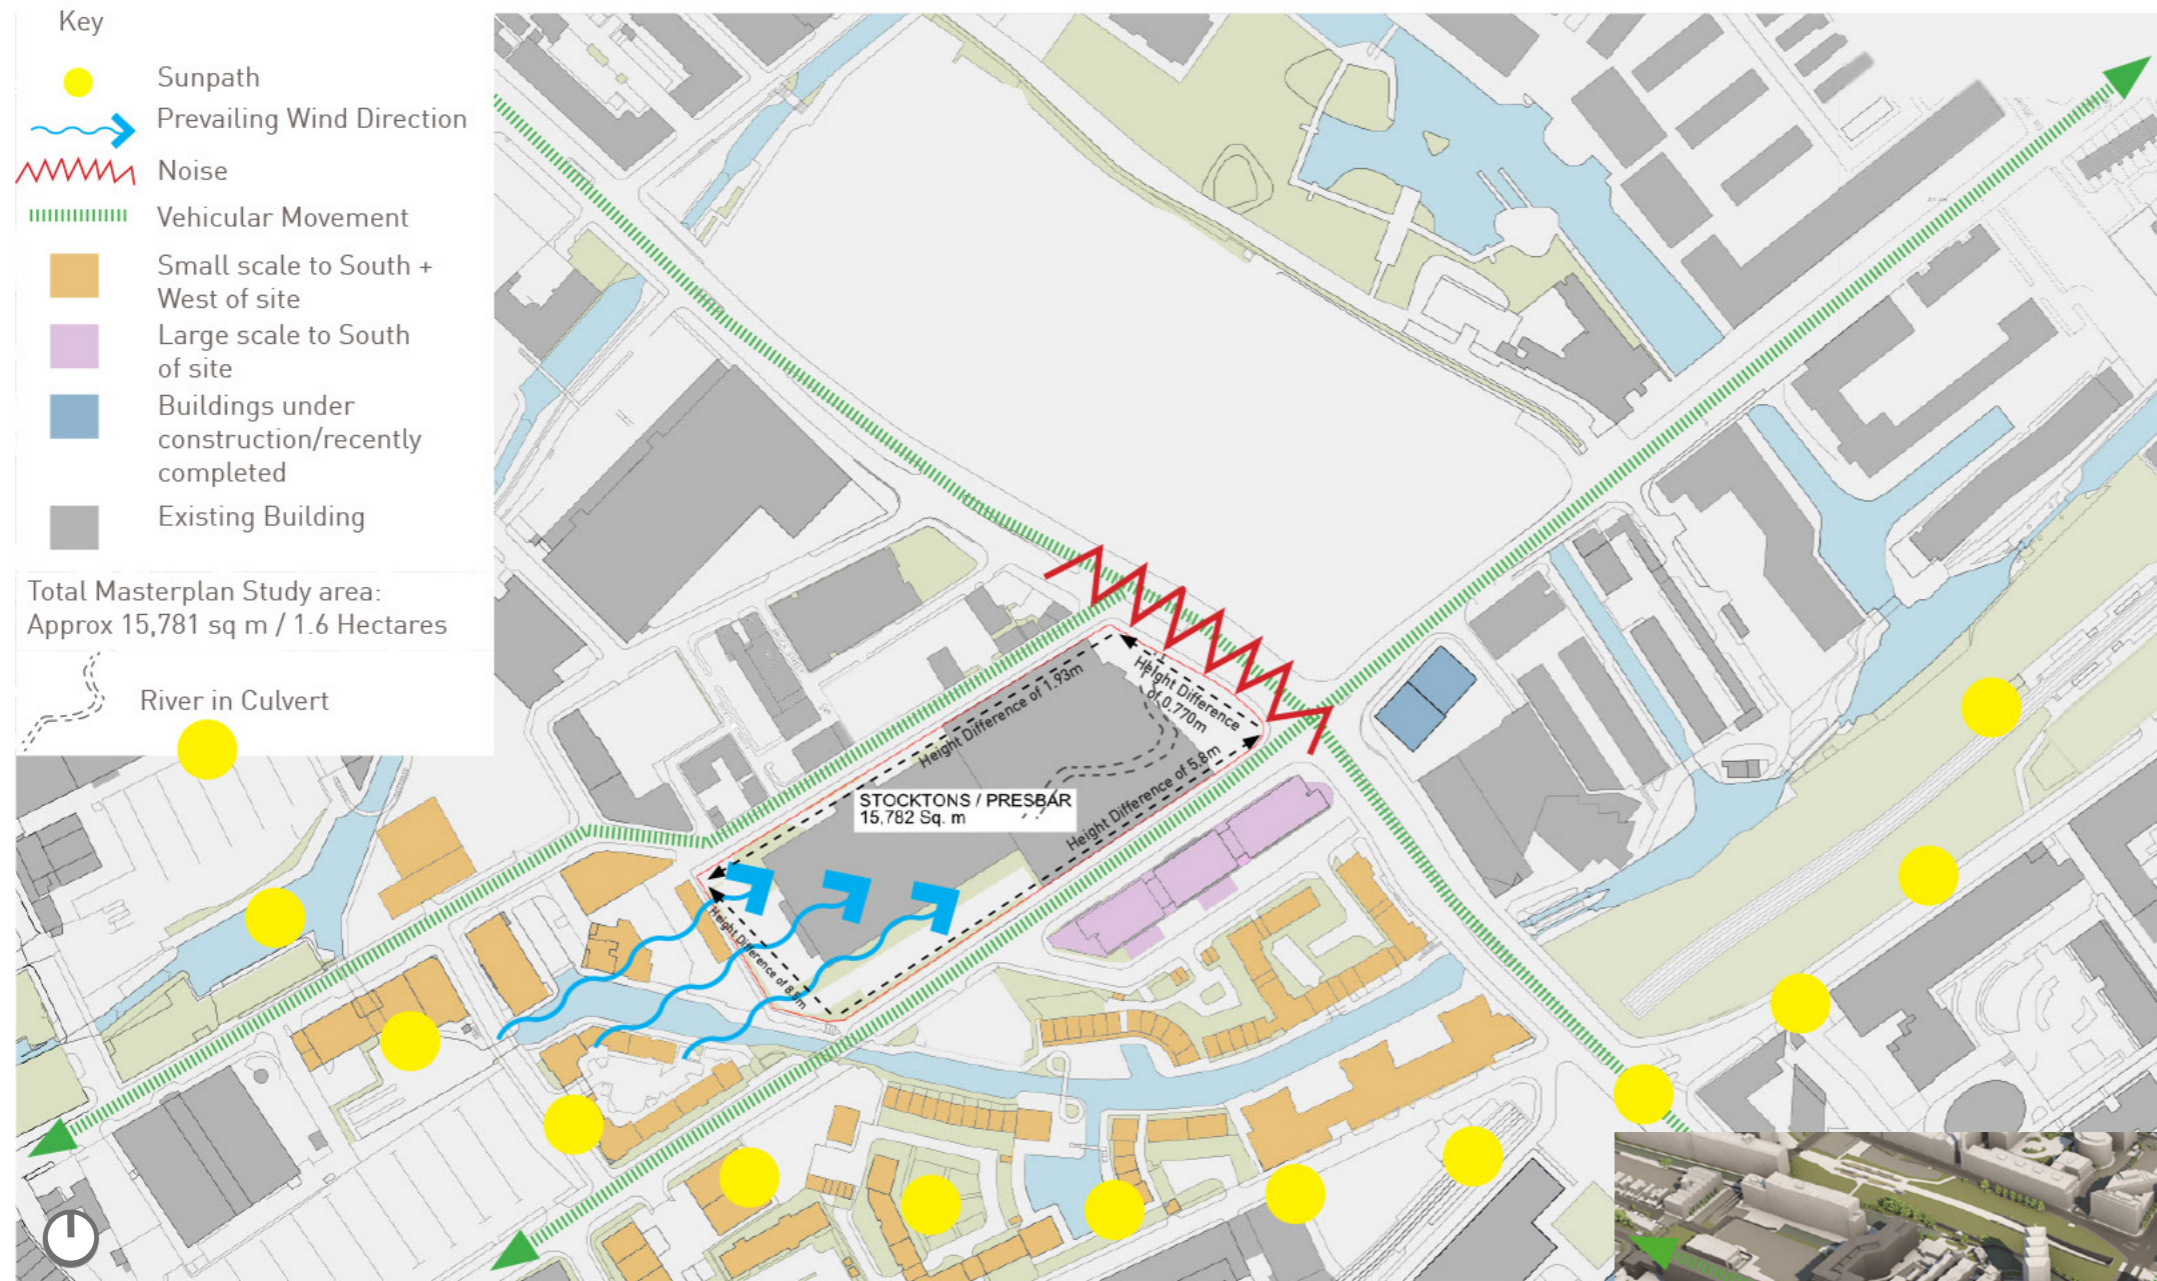 Key
Sunpath
Prevailing Wind Direction
Noise
Vehicular Movement
Small scale to South +
West of site
Large scale to South
of site
Buildings under
construction/recently
completed
Existing Building
Total Masterplan Study area:
Approx 15,781 sq m / 1.6 Hectares
River in Culvert
Height Difference of 1.93m
Height Difference
of 0.770m
Height Difference of 5.8m
STOCKTONS / PRESBAR
15,782 Sq. m
Height Difference of